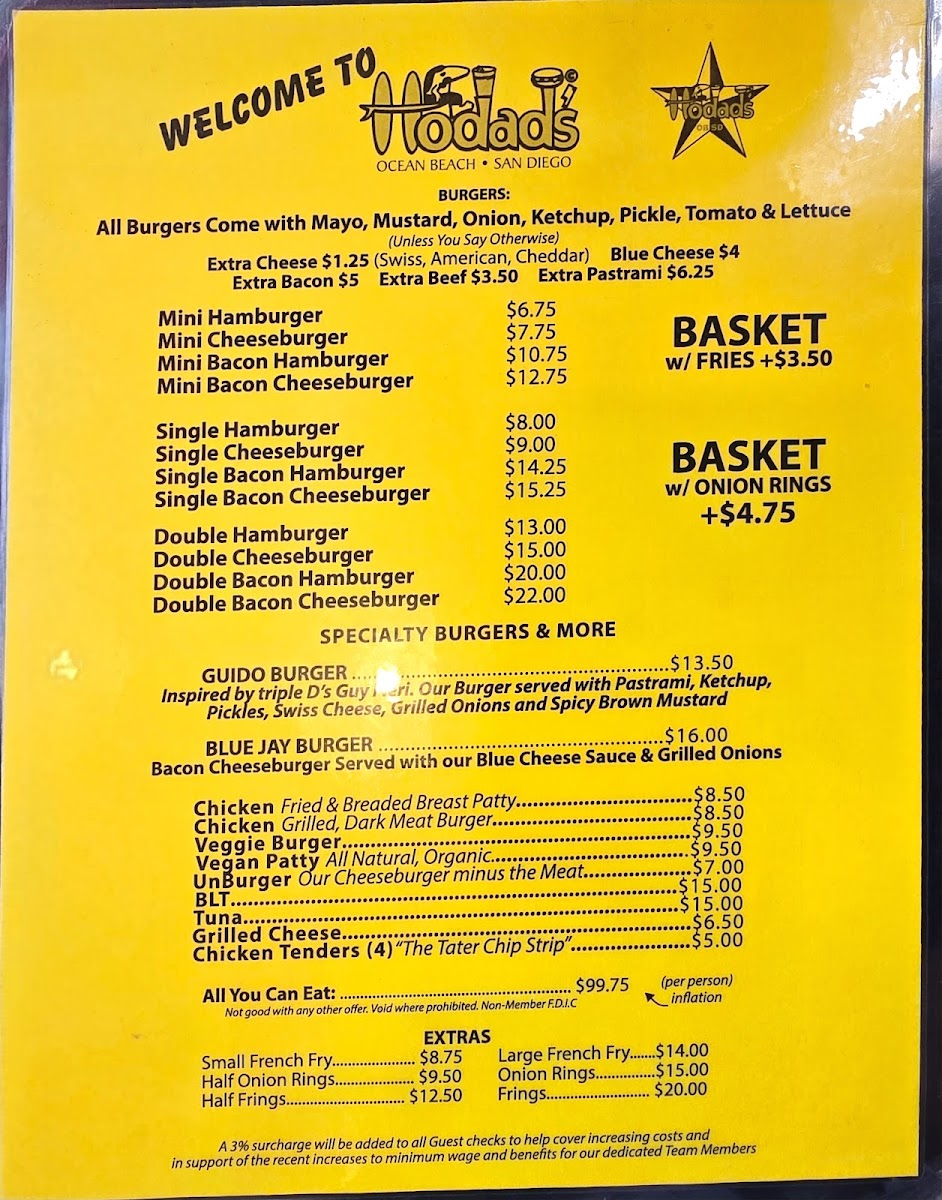 WELCOME TO Hodad's ©
OCEAN BEACH • SAN DIEGO
Hodad's
OB SD
BURGERS:
All Burgers Come with Mayo, Mustard, Onion, Ketchup, Pickle, Tomato & Lettuce
(Unless You Say Otherwise)
Extra Cheese $1.25 (Swiss, American, Cheddar) Blue Cheese $4
Extra Bacon $5 Extra Beef $3.50 Extra Pastrami $6.25
Mini Hamburger $6.75
Mini Cheeseburger $7.75
Mini Bacon Hamburger $10.75
Mini Bacon Cheeseburger $12.75
BASKET
w/ FRIES +$3.50
Single Hamburger $8.00
Single Cheeseburger $9.00
Single Bacon Hamburger $14.25
Single Bacon Cheeseburger $15.25
BASKET
w/ ONION RINGS
+$4.75
Double Hamburger $13.00
Double Cheeseburger $15.00
Double Bacon Hamburger $20.00
Double Bacon Cheeseburger $22.00
SPECIALTY BURGERS & MORE
GUIDO BURGER ........ $13.50
Inspired by triple D's Guy . Our Burger served with Pastrami, Ketchup,
Pickles, Swiss Cheese, Grilled Onions and Spicy Brown Mustard
BLUE JAY BURGER ........ $16.00
Bacon Cheeseburger Served with our Blue Cheese Sauce & Grilled Onions
Chicken Fried & Breaded Breast Patty........ $8.50
Chicken Grilled, Dark Meat Burger........ $8.50
Veggie Burger........ $9.50
Vegan Patty All Natural, Organic........ $9.50
UnBurger Our Cheeseburger minus the Meat........ $7.00
BLT........ $15.00
Tuna........ $15.00
Grilled Cheese........ $6.50
Chicken Tenders (4) "The Tater Chip Strip"........ $5.00
All You Can Eat: ........ $99.75 (per person)
inflation
Not good with any other offer. Void where prohibited. Non-Member F.D.I.C
EXTRAS
Small French Fry........ $8.75
Half Onion Rings........ $9.50
Half Frings........ $12.50
Large French Fry........ $14.00
Onion Rings........ $15.00
Frings........ $20.00
A 3% surcharge will be added to all Guest checks to help cover increasing costs and
in support of the recent increases to minimum wage and benefits for our dedicated Team Members